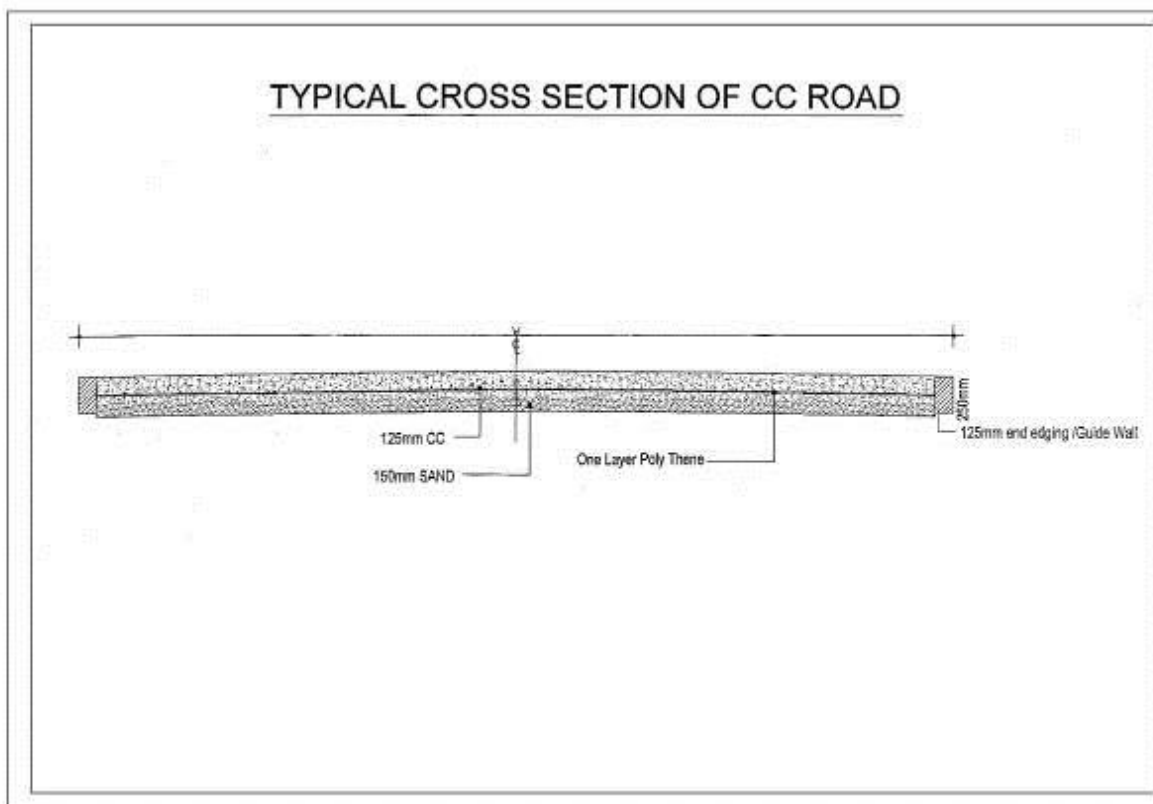 TYPICAL CROSS SECTION OF CC ROAD
250mm
125mm CC
125mm end edging /Guide Wall
One Layer Poly Thene
150mm SAND